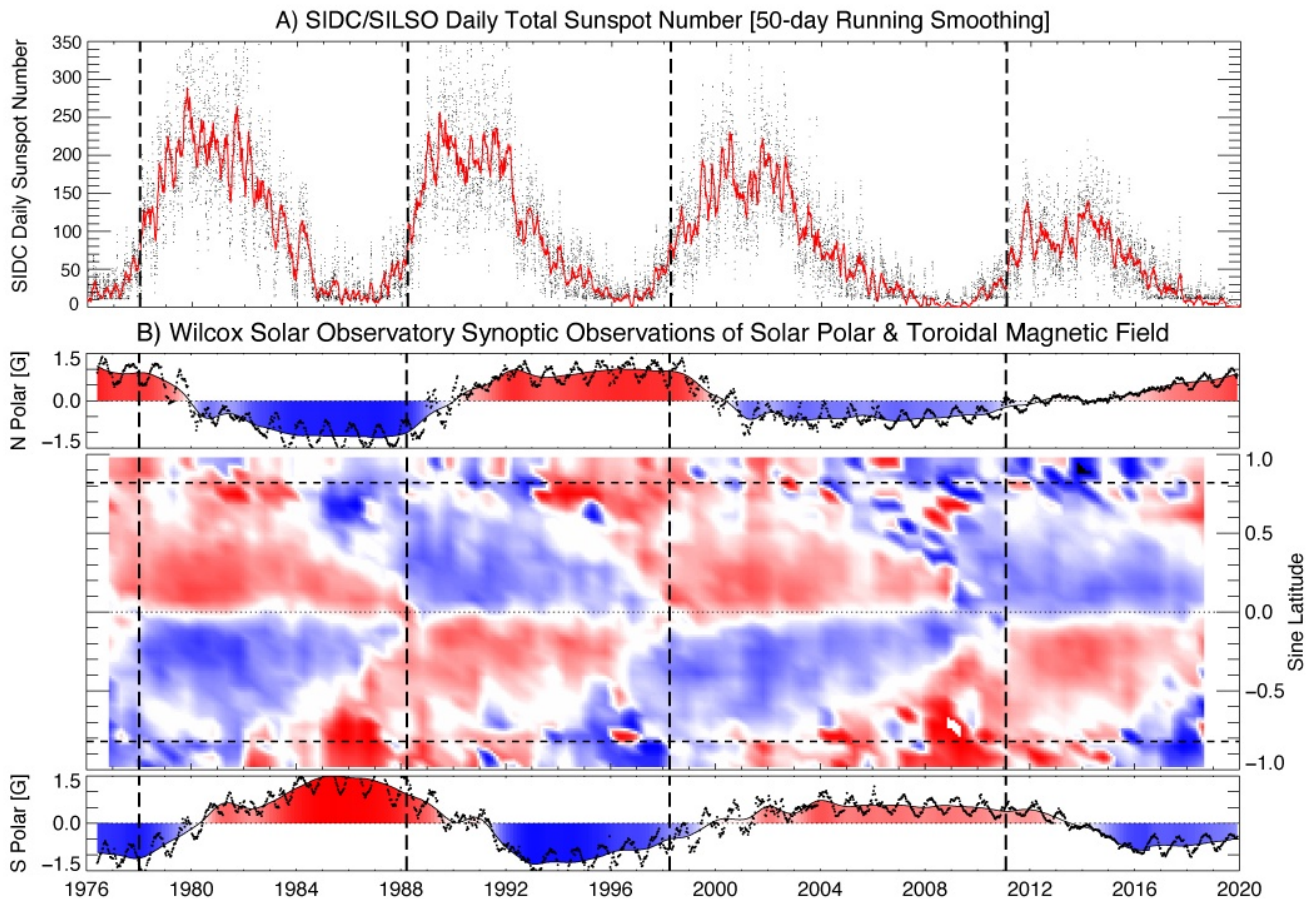 A) SIDC/SILSO Daily Total Sunspot Number [50-day Running Smoothing]
SIDC Daily Sunspot Number
350
300
250
200
150
100
50
0
B) Wilcox Solar Observatory Synoptic Observations of Solar Polar & Toroidal Magnetic Field
N Polar [G]
1.5
0.0
−1.5
1.0
0.5
0.0
−0.5
−1.0
Sine Latitude
S Polar [G]
1.5
0.0
−1.5
1976 1980 1984 1988 1992 1996 2000 2004 2008 2012 2016 2020